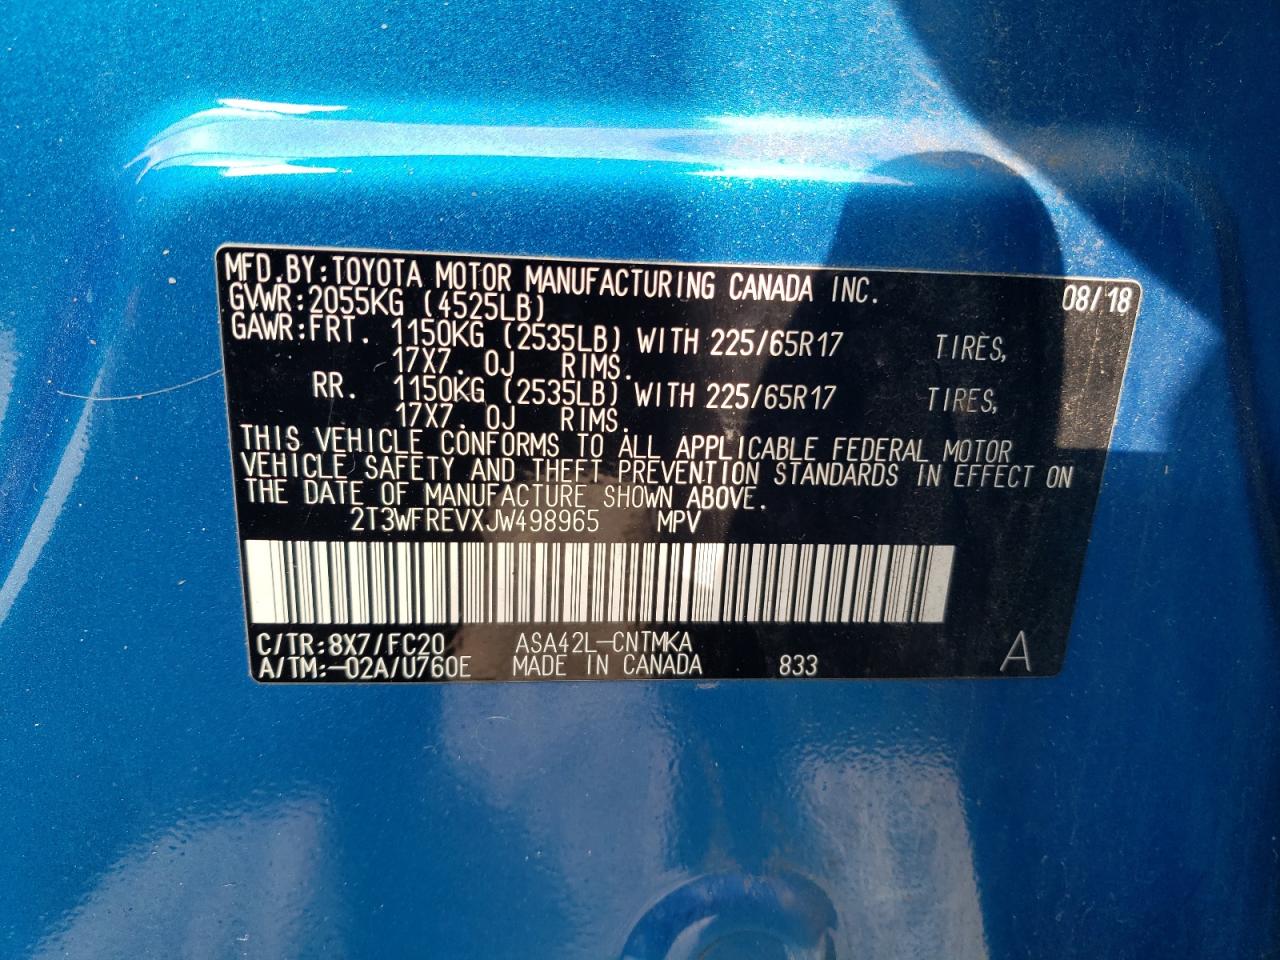 MFD.BY:TOYOTA MOTOR MANUFACTURING CANADA INC. 08/18
GVWR:2055KG (4525LB)
GAWR:FRT. 1150KG (2535LB) WITH 225/65R17 TIRES,
17X7. OJ RIMS.
RR. 1150KG (2535LB) WITH 225/65R17 TIRES,
17X7. OJ RIMS.
THIS VEHICLE CONFORMS TO ALL APPLICABLE FEDERAL MOTOR
VEHICLE SAFETY AND THEFT PREVENTION STANDARDS IN EFFECT ON
THE DATE OF MANUFACTURE SHOWN ABOVE.
2T3WFREVXJW498965 MPV
C/TR:8X7/FC20 ASA42L-CNTMKA
A/TM:-02A/U760E MADE IN CANADA 833 A